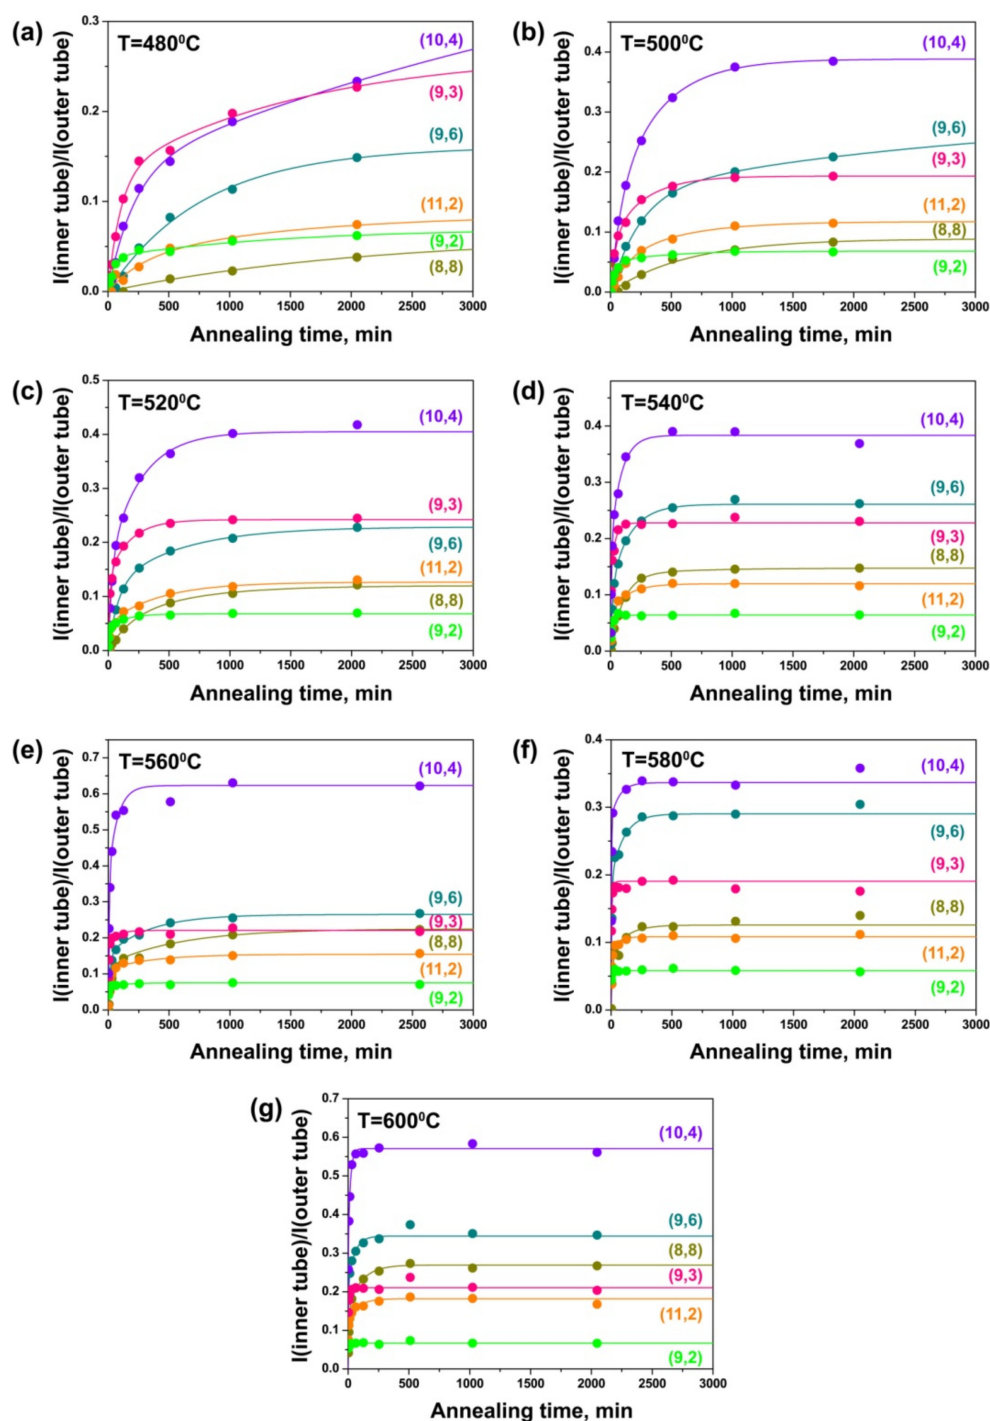 (a)
T=480⁰C
I(inner tube)/I(outer tube)
0.3
0.2
0.1
0.0
(10,4)
(9,3)
(9,6)
(11,2)
(9,2)
(8,8)
0 500 1000 1500 2000 2500 3000
Annealing time, min
(b)
T=500⁰C
I(inner tube)/I(outer tube)
0.4
0.3
0.2
0.1
0.0
(10,4)
(9,6)
(9,3)
(11,2)
(8,8)
(9,2)
0 500 1000 1500 2000 2500 3000
Annealing time, min
(c)
T=520⁰C
I(inner tube)/I(outer tube)
0.5
0.4
0.3
0.2
0.1
0.0
(10,4)
(9,3)
(9,6)
(11,2)
(8,8)
(9,2)
0 500 1000 1500 2000 2500 3000
Annealing time, min
(d)
T=540⁰C
I(inner tube)/I(outer tube)
0.4
0.3
0.2
0.1
0.0
(10,4)
(9,6)
(9,3)
(8,8)
(11,2)
(9,2)
0 500 1000 1500 2000 2500 3000
Annealing time, min
(e)
T=560⁰C
I(inner tube)/I(outer tube)
0.7
0.6
0.5
0.4
0.3
0.2
0.1
0.0
(10,4)
(9,6)
(9,3)
(8,8)
(11,2)
(9,2)
0 500 1000 1500 2000 2500 3000
Annealing time, min
(f)
T=580⁰C
I(inner tube)/I(outer tube)
0.4
0.3
0.2
0.1
0.0
(10,4)
(9,6)
(9,3)
(8,8)
(11,2)
(9,2)
0 500 1000 1500 2000 2500 3000
Annealing time, min
(g)
T=600⁰C
I(inner tube)/I(outer tube)
0.7
0.6
0.5
0.4
0.3
0.2
0.1
0.0
(10,4)
(9,6)
(8,8)
(9,3)
(11,2)
(9,2)
0 500 1000 1500 2000 2500 3000
Annealing time, min